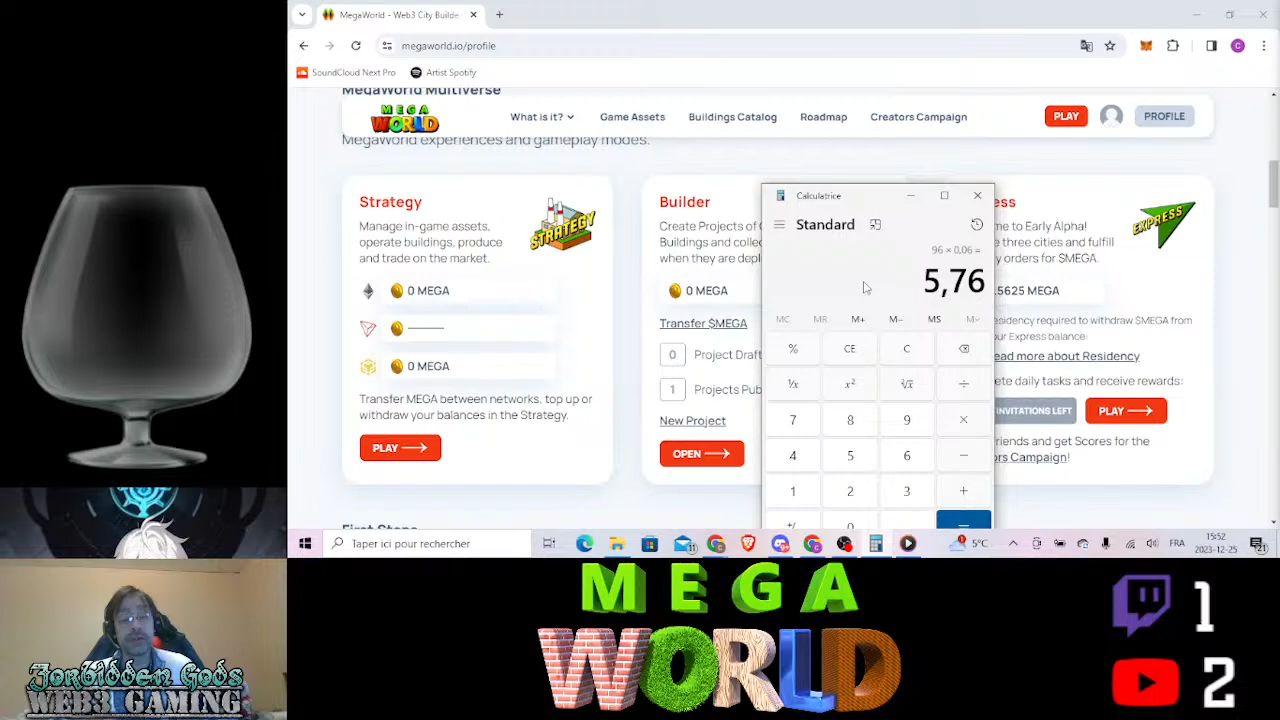 MegaWorld - Web3 City Builde
megaworld.io/profile
SoundCloud Next Pro
Artist Spotify
MegaWorld Multiverse
MEGA
WORLD
What is it?
Game Assets
Buildings Catalog
Roadmap
Creators Campaign
PLAY
PROFILE
MegaWorld experiences and gameplay modes.
Strategy
Manage in-game assets,
operate buildings, produce
and trade on the market.
STRATEGY
0 MEGA
0 MEGA
Transfer MEGA between networks, top up or
withdraw your balances in the Strategy.
PLAY
Builder
Create Projects of
Buildings and collec
when they are depl
0 MEGA
Transfer $MEGA
0 Project Draft
1 Projects Pub
New Project
OPEN
Calculatrice
Standard
96 × 0.06 =
5,76
MC MR M+ M− MS M
% CE C
¹/x x² ²√x ÷
7 8 9 ×
4 5 6 −
1 2 3 +
0 =
ess
me to Early Alpha!
e three cities and fulfill
y orders for $MEGA.
EXPRESS
.5625 MEGA
esidency required to withdraw $MEGA from
our Express balance:
ead more about Residency
ete daily tasks and receive rewards:
INVITATIONS LEFT
PLAY
friends and get Scores for the
ors Campaign!
First Steps
Taper ici pour rechercher
5°C
FRA
15:52
2023-12-25
Forbidden Gods
WEB3 GAMING
MEGA
WORLD
1
2